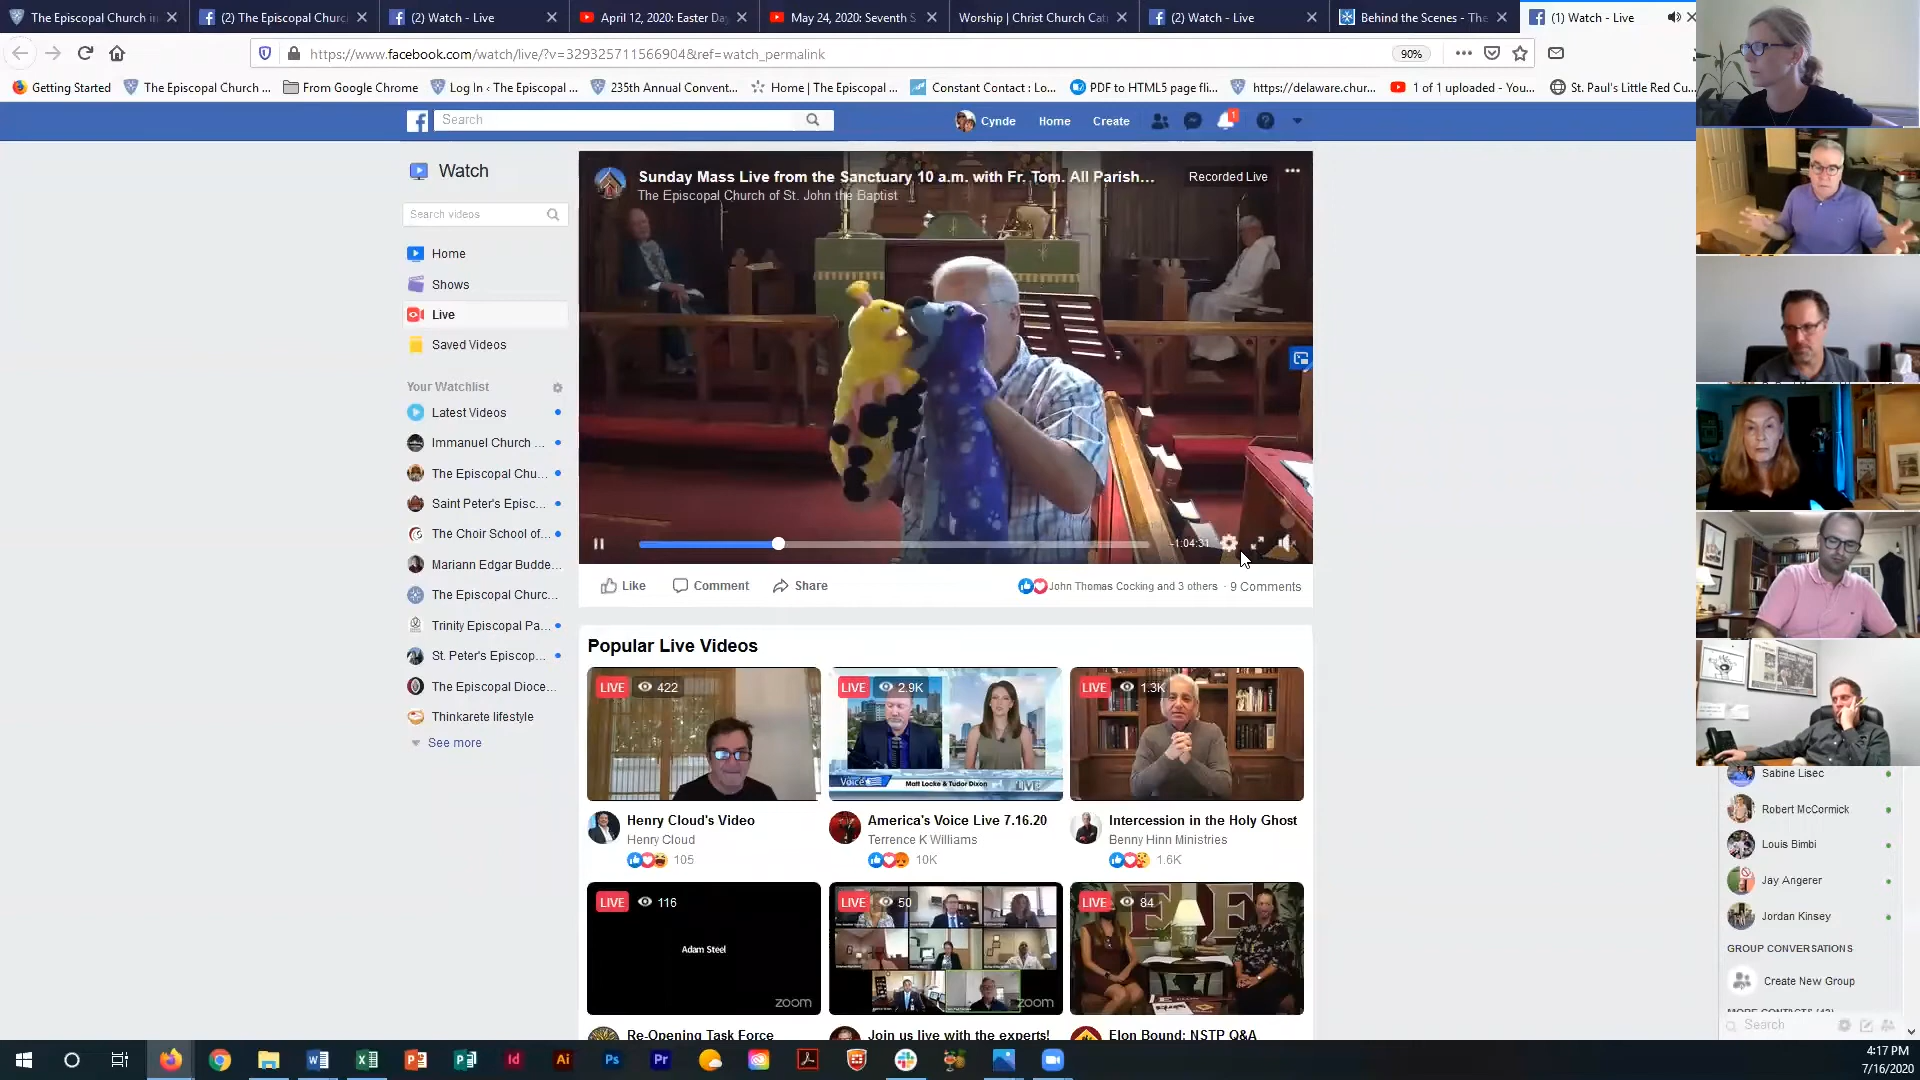 The Episcopal Church in
(2) The Episcopal Churc
(2) Watch - Live
April 12, 2020: Easter Da
May 24, 2020: Seventh S
Worship | Christ Church Cat
(2) Watch - Live
Behind the Scenes - The
(1) Watch - Live
https://www.facebook.com/watch/live/?v=329325711566904&ref=watch_permalink
90%
Getting Started
The Episcopal Church ...
From Google Chrome
Log In ‹ The Episcopal ...
235th Annual Convent...
Home | The Episcopal ...
Constant Contact : Lo...
PDF to HTML5 page fli...
https://delaware.chur...
1 of 1 uploaded - You...
St. Paul's Little Red Cu...
Search
Cynde
Home
Create
1
Watch
Search videos
Home
Shows
Live
Saved Videos
Your Watchlist
Latest Videos
Immanuel Church ...
The Episcopal Chu...
Saint Peter's Episc...
The Choir School of...
Mariann Edgar Budde...
The Episcopal Churc...
Trinity Episcopal Pa...
St. Peter's Episcop...
The Episcopal Dioce...
Thinkarete lifestyle
See more
Sunday Mass Live from the Sanctuary 10 a.m. with Fr. Tom. All Parish...
The Episcopal Church of St. John the Baptist
Recorded Live
-1:04:31
Like
Comment
Share
John Thomas Cocking and 3 others · 9 Comments
Popular Live Videos
LIVE 422
LIVE 2.9K
Voice
Matt Locke & Tudor Dixon
LIVE
LIVE 1.3K
Henry Cloud's Video
Henry Cloud
105
America's Voice Live 7.16.20
Terrence K Williams
10K
Intercession in the Holy Ghost
Benny Hinn Ministries
1.6K
LIVE 116
Adam Steel
zoom
LIVE 50
zoom
LIVE 84
Re-Opening Task Force
Join us live with the experts!
Elon Bound: NSTP Q&A
Sabine Lisec
Robert McCormick
Louis Bimbi
Jay Angerer
Jordan Kinsey
GROUP CONVERSATIONS
Create New Group
Search
4:17 PM
7/16/2020